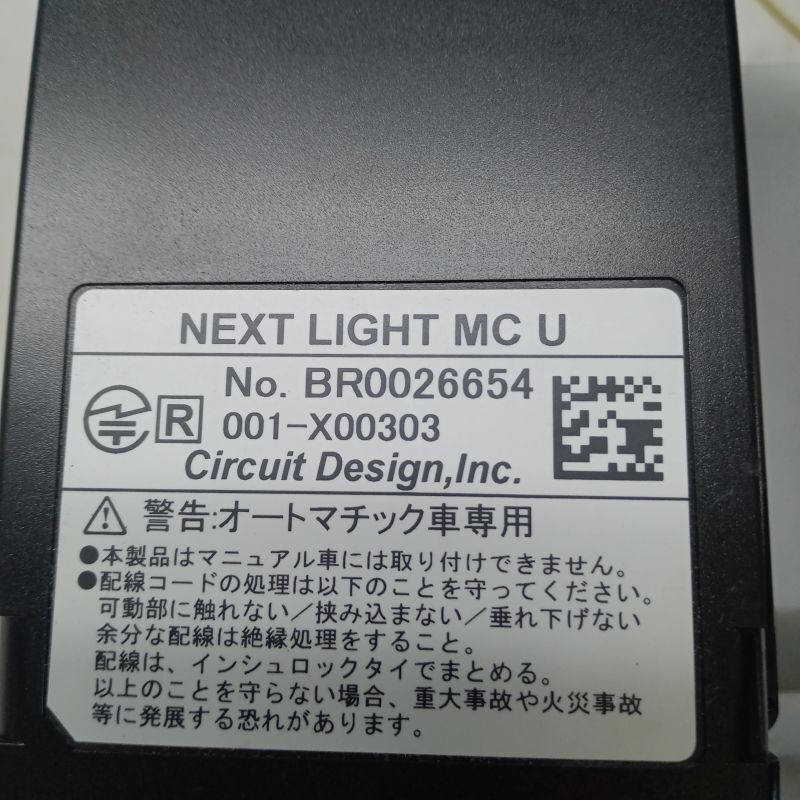 NEXT LIGHT MC U
No. BR0026654
R 001-X00303
Circuit Design,Inc.
警告:オートマチック車専用
●本製品はマニュアル車には取り付けできません。
●配線コードの処理は以下のことを守ってください。
可動部に触れない/挟み込まない/垂れ下げない
余分な配線は絶縁処理をすること。
配線は、インシュロックタイでまとめる。
以上のことを守らない場合、重大事故や火災事故
等に発展する恐れがあります。